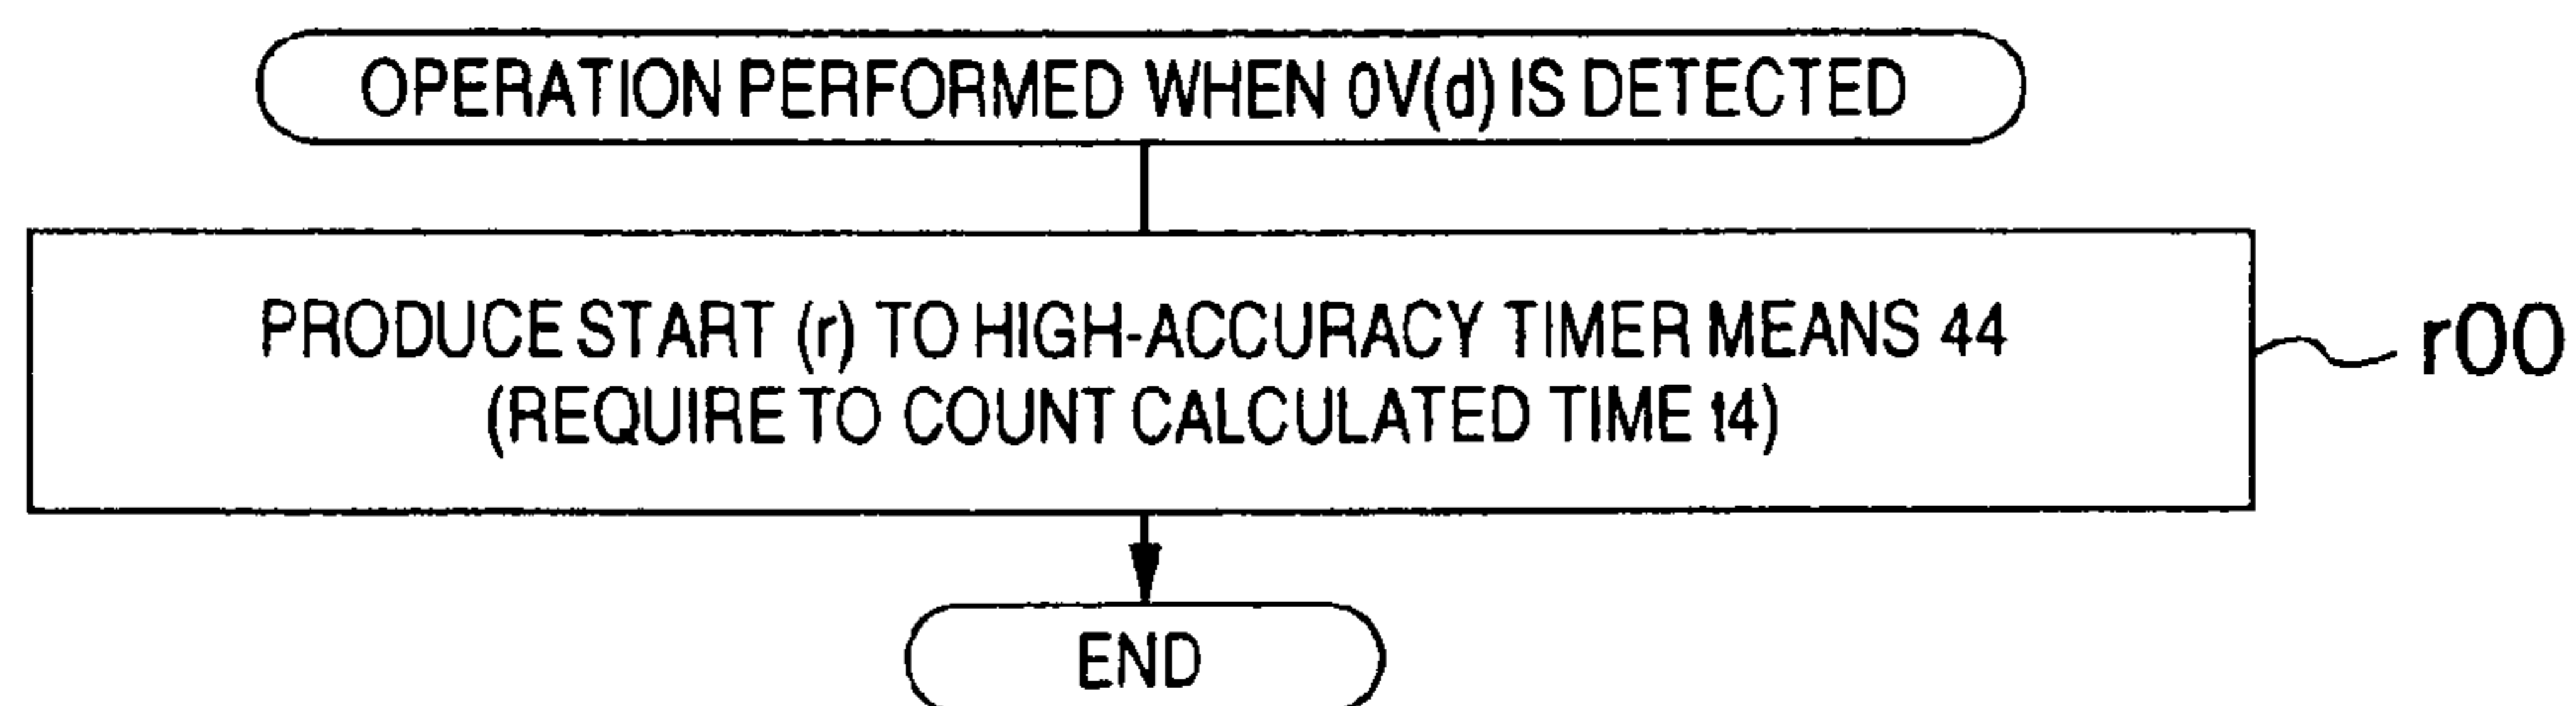 OPERATION PERFORMED WHEN 0V(d) IS DETECTED
PRODUCE START (r) TO HIGH-ACCURACY TIMER MEANS 44
(REQUIRE TO COUNT CALCULATED TIME t4)
r00
END